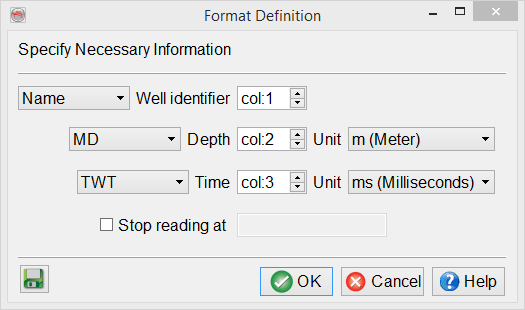 Format Definition
Specify Necessary Information
Name Well identifier col:1
MD Depth col:2 Unit m (Meter)
TWT Time col:3 Unit ms (Milliseconds)
Stop reading at
OK Cancel Help